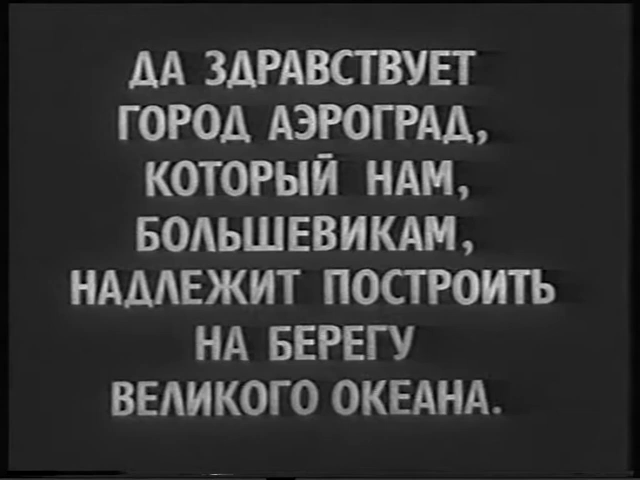 ДА ЗДРАВСТВУЕТ
ГОРОД АЭРОГРАД,
КОТОРЫЙ НАМ,
БОЛЬШЕВИКАМ,
НАДЛЕЖИТ ПОСТРОИТЬ
НА БЕРЕГУ
ВЕЛИКОГО ОКЕАНА.